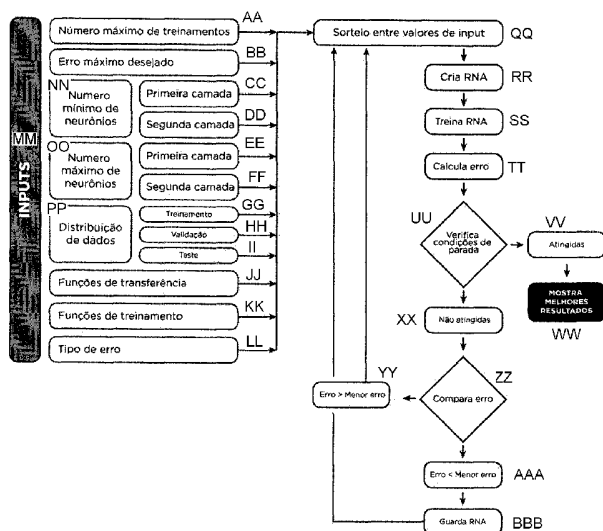 AA
Número máximo de treinamentos
BB
Erro máximo desejado
MM
INPUTS
NN
Numero
mínimo de
neurônios
CC
Primeira camada
DD
Segunda camada
OO
Numero
máximo de
neurônios
EE
Primeira camada
FF
Segunda camada
PP
Distribuição
de dados
GG
Treinamento
HH
Validação
II
Teste
JJ
Funções de transferência
KK
Funções de treinamento
LL
Tipo de erro
Sorteio entre valores de input
QQ
Cria RNA
RR
Treina RNA
SS
Calcula erro
TT
UU
Verifica
condições de
parada
VV
Atingidas
MOSTRA
MELHORES
RESULTADOS
WW
XX
Não atingidas
YY
Erro > Menor erro
ZZ
Compara erro
Erro < Menor erro
AAA
Guarda RNA
BBB